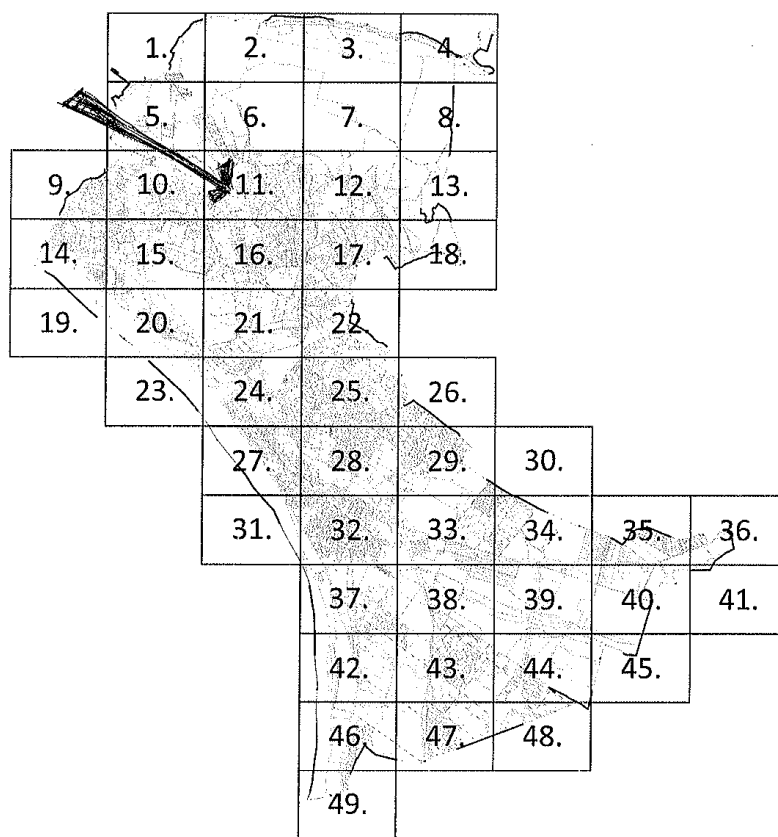 1. 2. 3. 4.
5. 6. 7. 8.
9. 10. 11. 12. 13.
14. 15. 16. 17. 18.
19. 20. 21. 22.
23. 24. 25. 26.
27. 28. 29. 30.
31. 32. 33. 34. 35. 36.
37. 38. 39. 40. 41.
42. 43. 44. 45.
46. 47. 48.
49.